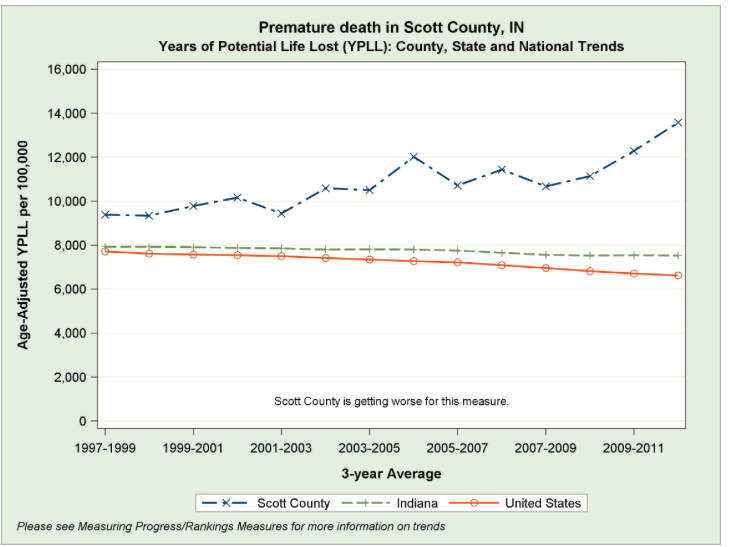 Premature death in Scott County, IN
Years of Potential Life Lost (YPLL): County, State and National Trends
Age-Adjusted YPLL per 100,000
16,000
14,000
12,000
10,000
8,000
6,000
4,000
2,000
0
Scott County is getting worse for this measure.
1997-1999 1999-2001 2001-2003 2003-2005 2005-2007 2007-2009 2009-2011
3-year Average
Scott County Indiana United States
Please see Measuring Progress/Rankings Measures for more information on trends